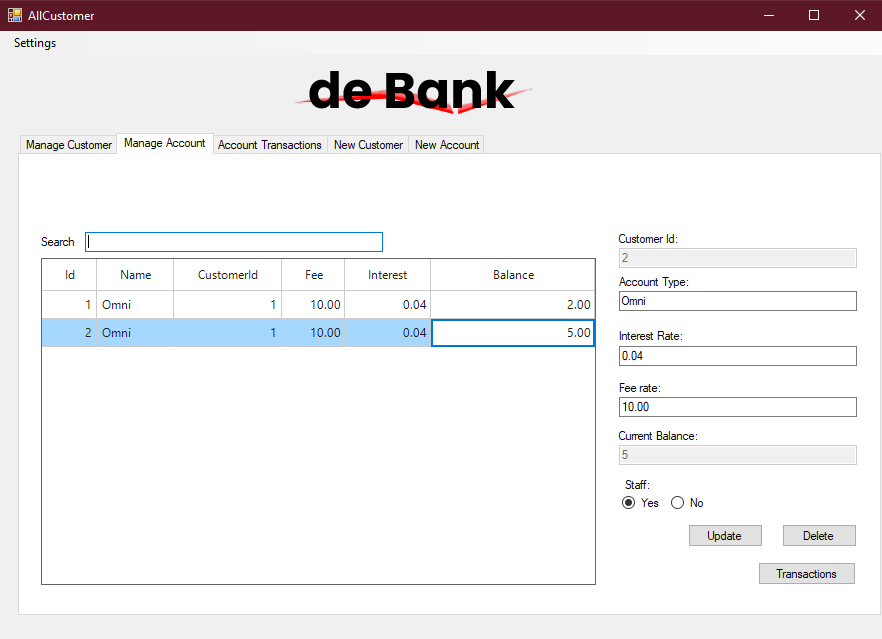 AllCustomer
Settings
de Bank
Manage Customer Manage Account Account Transactions New Customer New Account
Search
Id Name CustomerId Fee Interest Balance
1 Omni 1 10.00 0.04 2.00
2 Omni 1 10.00 0.04 5.00
Customer Id:
2
Account Type:
Omni
Interest Rate:
0.04
Fee rate:
10.00
Current Balance:
5
Staff:
Yes No
Update Delete
Transactions